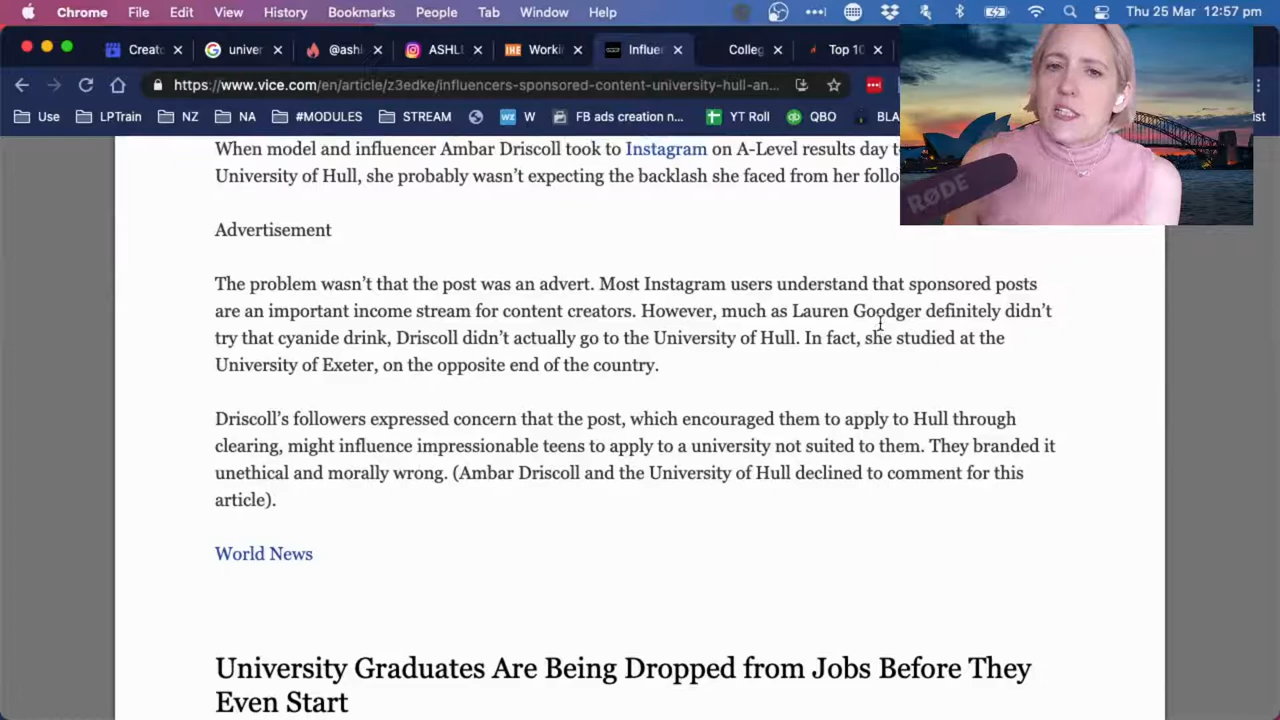 Chrome File Edit View History Bookmarks People Tab Window Help Thu 25 Mar 12:57 pm
Creato univer @ashl ASHLE Workin Influe Colleg Top 10
https://www.vice.com/en/article/z3edke/influencers-sponsored-content-university-hull-an...
Use LPTrain NZ NA #MODULES STREAM W FB ads creation n... YT Roll QBO BLA ist
When model and influencer Ambar Driscoll took to Instagram on A-Level results day t
University of Hull, she probably wasn't expecting the backlash she faced from her follo
RØDE
Advertisement
The problem wasn't that the post was an advert. Most Instagram users understand that sponsored posts
are an important income stream for content creators. However, much as Lauren Goodger definitely didn't
try that cyanide drink, Driscoll didn't actually go to the University of Hull. In fact, she studied at the
University of Exeter, on the opposite end of the country.
Driscoll's followers expressed concern that the post, which encouraged them to apply to Hull through
clearing, might influence impressionable teens to apply to a university not suited to them. They branded it
unethical and morally wrong. (Ambar Driscoll and the University of Hull declined to comment for this
article).
World News
University Graduates Are Being Dropped from Jobs Before They
Even Start